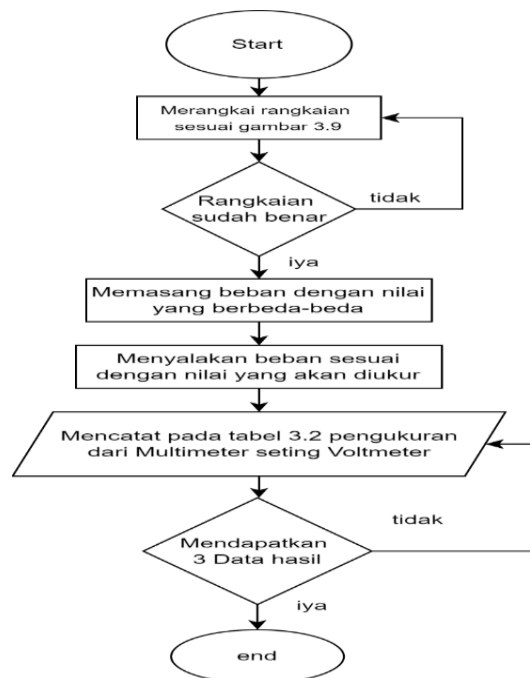 Start
Merangkai rangkaian
sesuai gambar 3.9
Rangkaian
sudah benar
tidak
iya
Memasang beban dengan nilai
yang berbeda-beda
Menyalakan beban sesuai
dengan nilai yang akan diukur
Mencatat pada tabel 3.2 pengukuran
dari Multimeter seting Voltmeter
tidak
Mendapatkan
3 Data hasil
iya
end